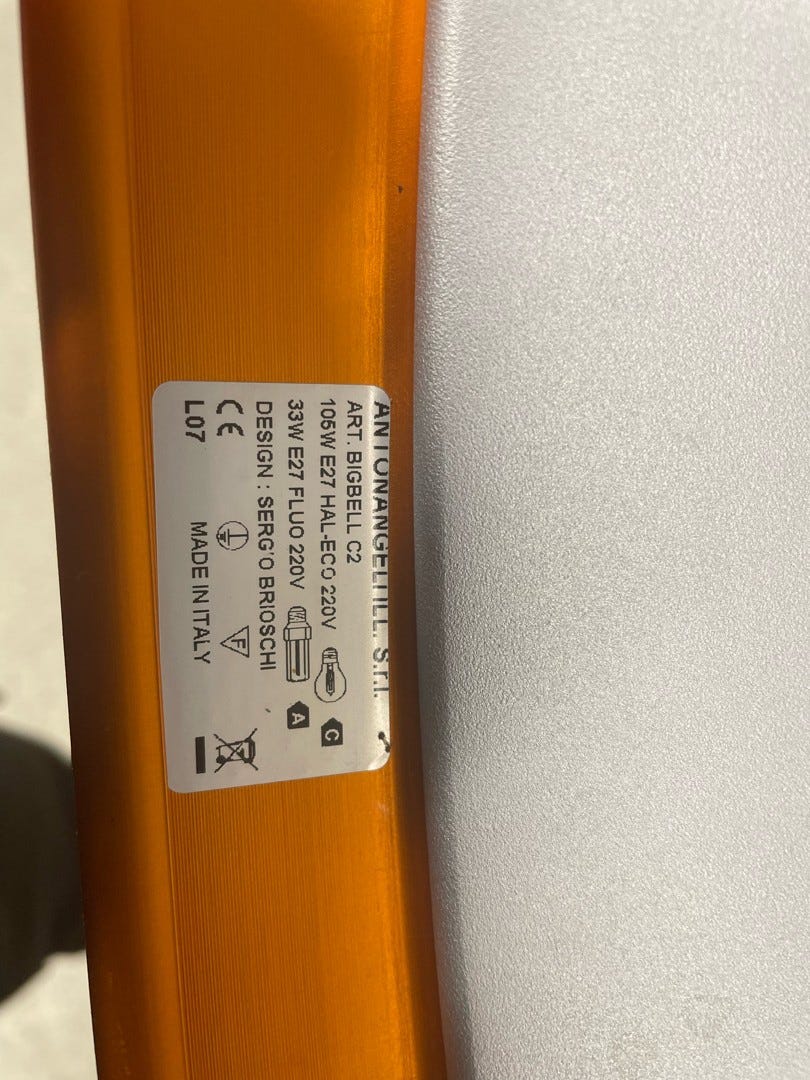 ANTONANGELI ILL. S.r.l.
ART. BIGBELL C2
105W E27 HAL-ECO 220V
C
33W E27 FLUO 220V
A
DESIGN : SERG'O BRIOSCHI
CE
F
L07
MADE IN ITALY